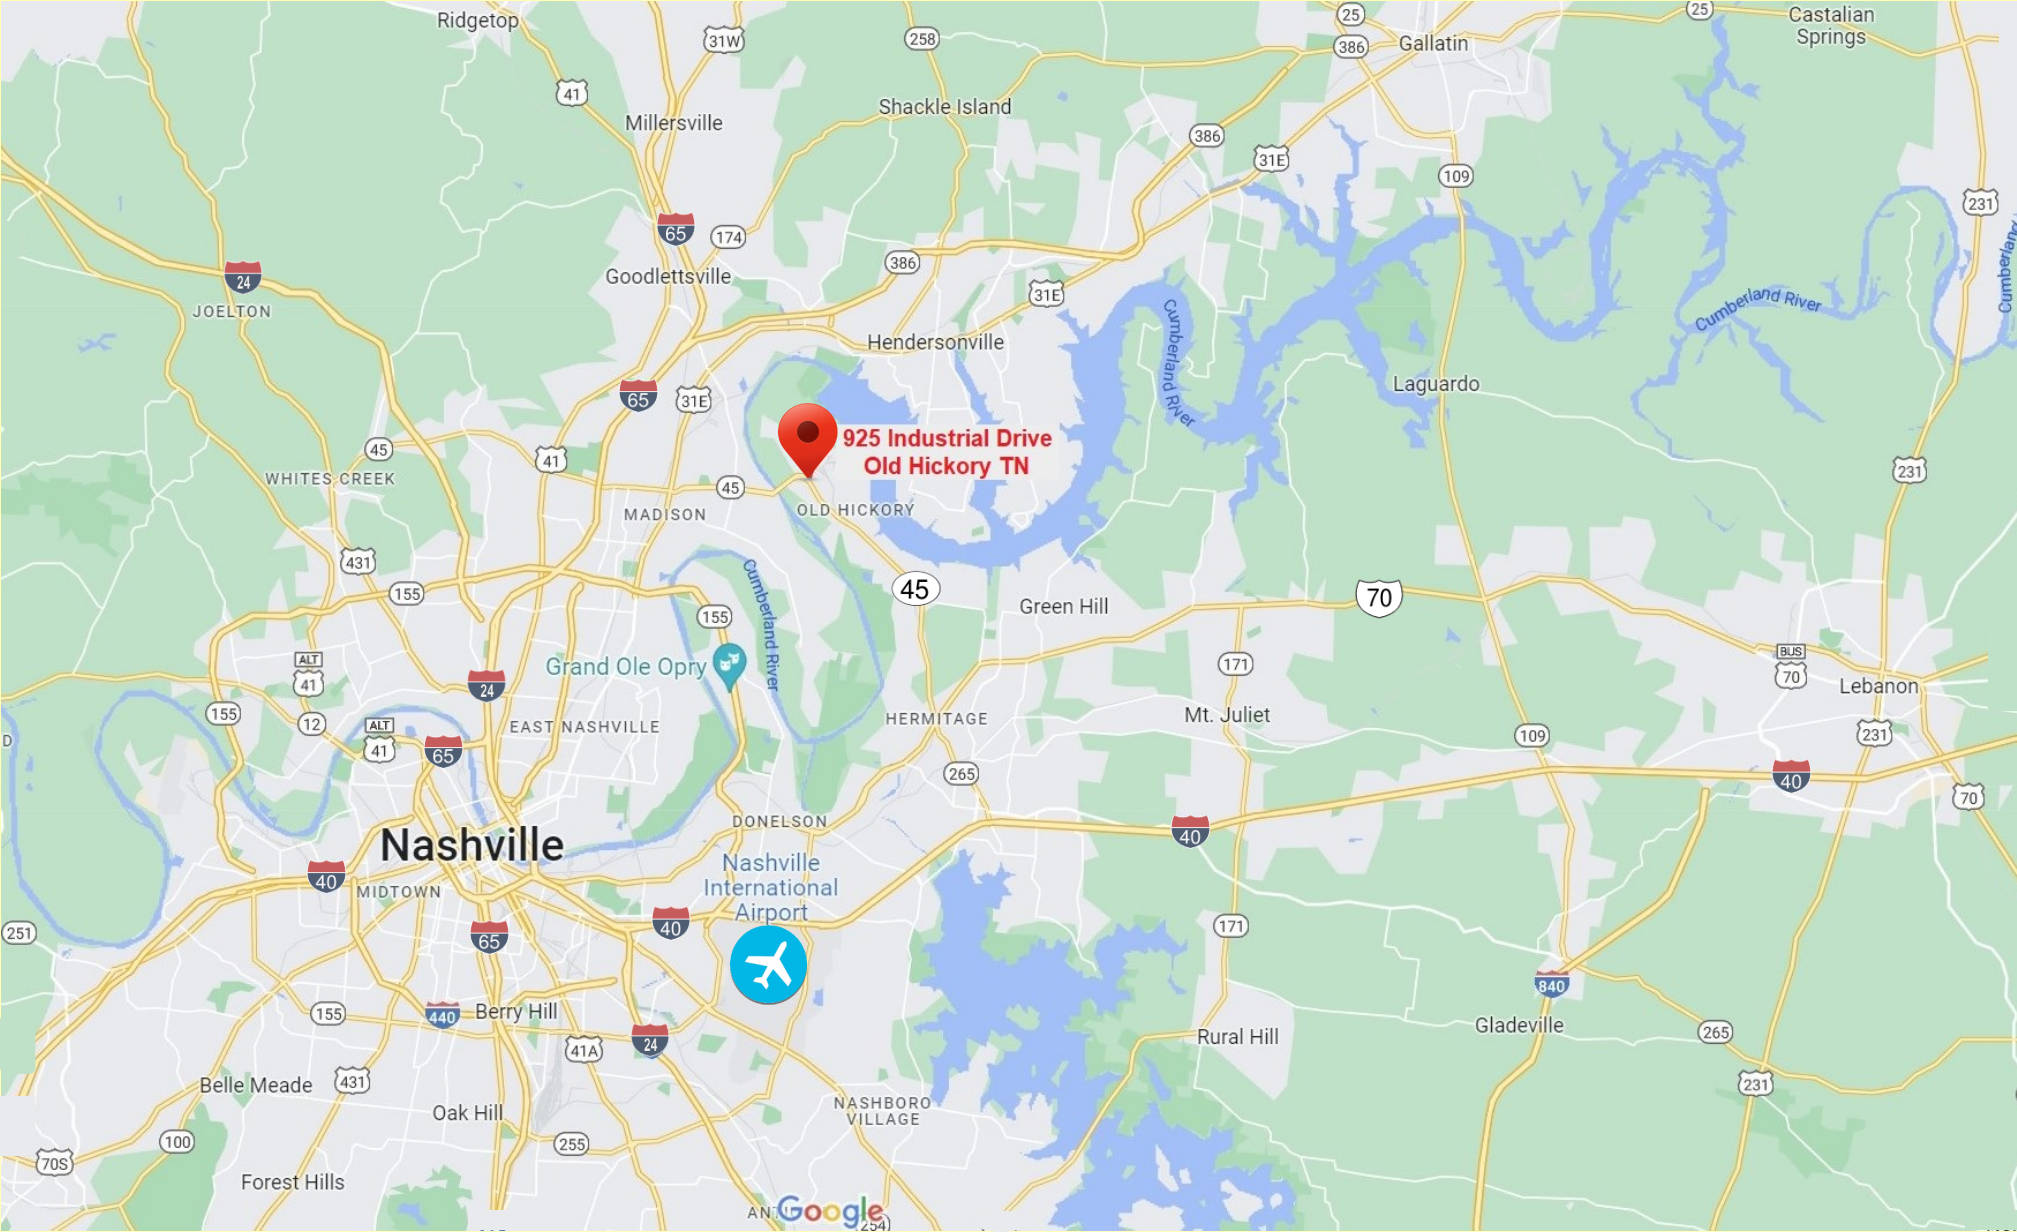 Ridgetop
31W
258
25
386
Gallatin
25
Castalian
Springs
41
Millersville
Shackle Island
386
31E
109
231
65
174
Goodlettsville
386
24
JOELTON
31E
Cumberland River
Cumberland River
Cumberland
Hendersonville
65
31E
Laguardo
925 Industrial Drive
Old Hickory TN
45
41
WHITES CREEK
45
231
MADISON
OLD HICKORY
431
155
45
70
Green Hill
155
Cumberland River
Grand Ole Opry
ALT
41
24
171
BUS
70
Lebanon
155
12
ALT
41
EAST NASHVILLE
HERMITAGE
Mt. Juliet
D
65
109
231
265
40
70
DONELSON
40
Nashville
Nashville
International
Airport
40
MIDTOWN
251
65
40
171
840
155
440
Berry Hill
41A
24
Rural Hill
Gladeville
265
Belle Meade
431
231
Oak Hill
NASHBORO
VILLAGE
100
255
70S
Forest Hills
Google
254